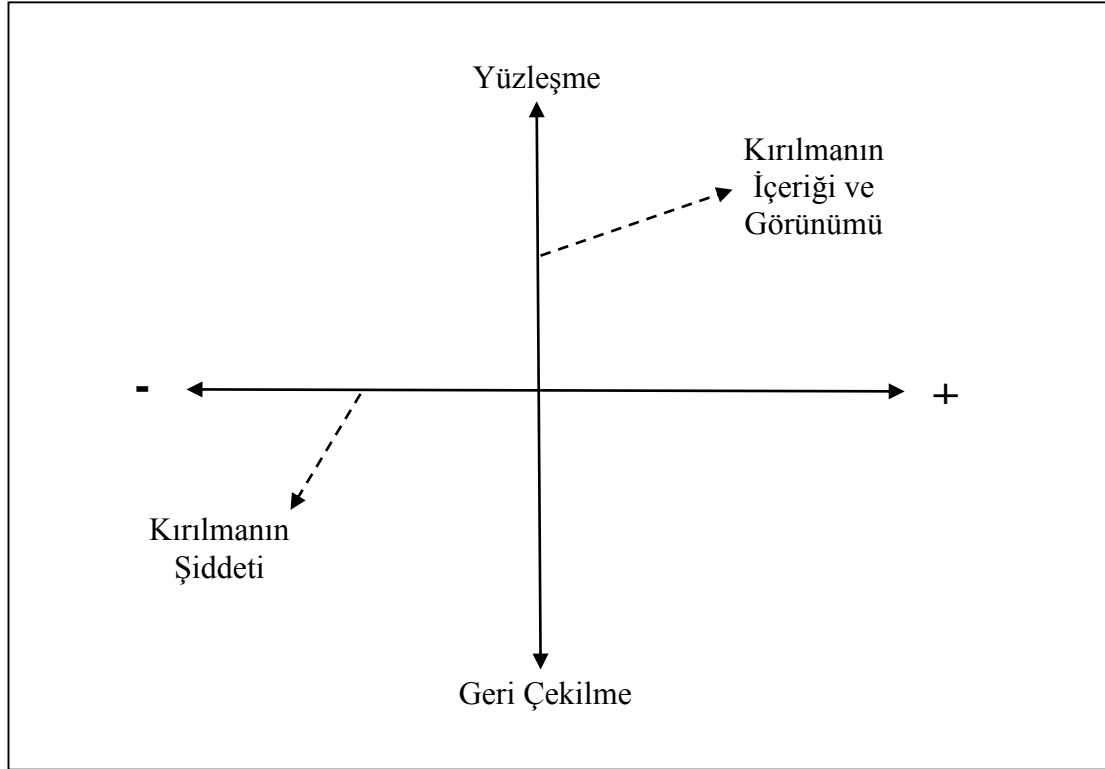 Yüzleşme
Kırılmanın
İçeriği ve
Görünümü
- +
Kırılmanın
Şiddeti
Geri Çekilme